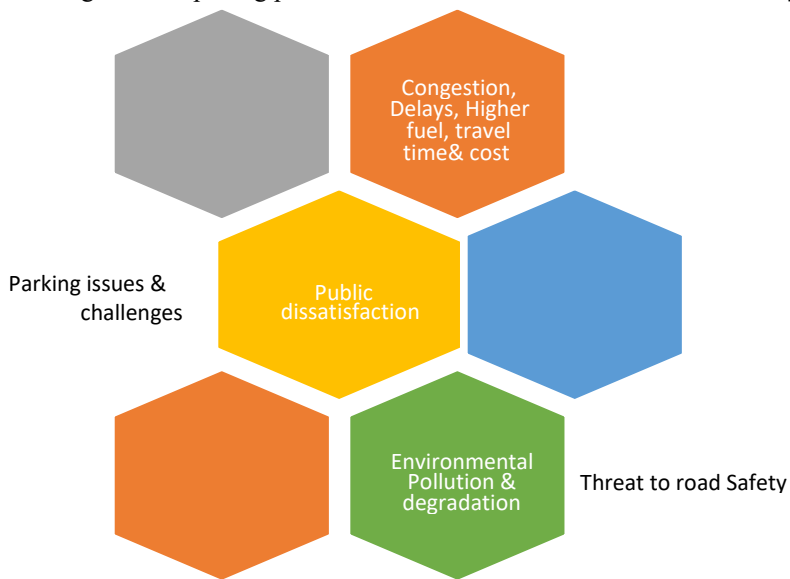 Congestion,
Delays, Higher
fuel, travel
time& cost
Parking issues &
challenges
Public
dissatisfaction
Environmental
Pollution &
degradation
Threat to road Safety